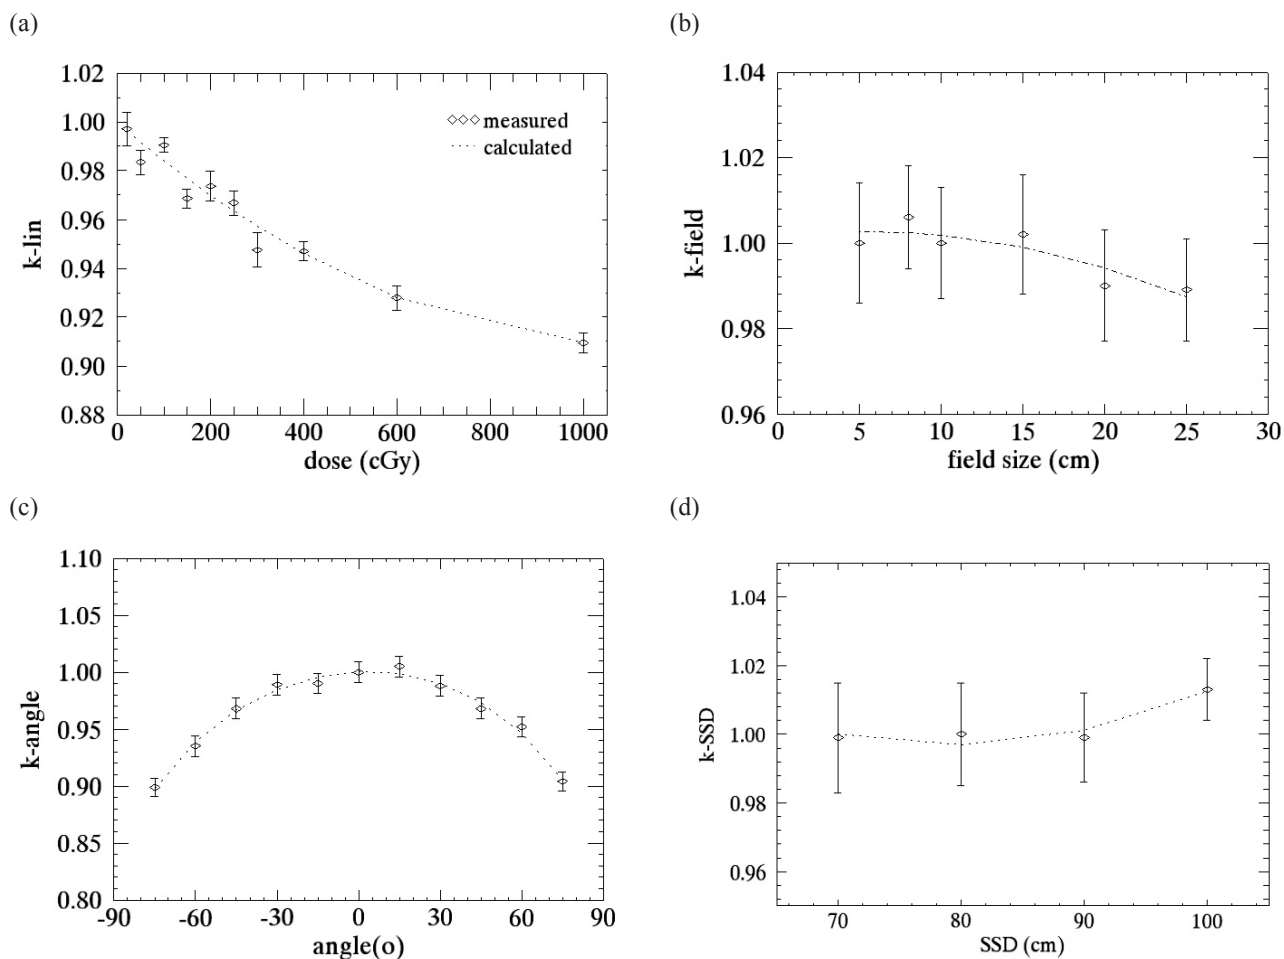 (a)
1.02
1.00
0.98
0.96
0.94
0.92
0.90
0.88
k-lin
measured
calculated
0 200 400 600 800 1000
dose (cGy)
(b)
1.04
1.02
1.00
0.98
0.96
k-field
0 5 10 15 20 25 30
field size (cm)
(c)
1.10
1.05
1.00
0.95
0.90
0.85
0.80
k-angle
-90 -60 -30 0 30 60 90
angle(o)
(d)
1.04
1.02
1.00
0.98
0.96
k-SSD
70 80 90 100
SSD (cm)